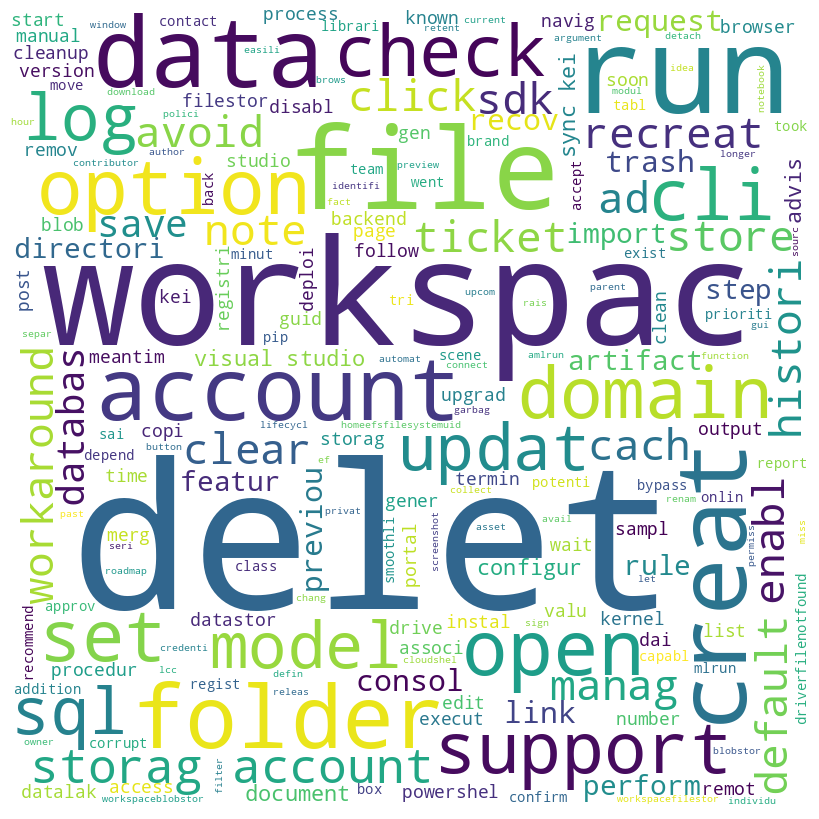 start
window
contact
process
librari
known
current
retent
navig
request
argument
detach
browser
manual
cleanup
version
move
download
data
check
run
brows
filestor
disabl
click
sdk
recov
sync kei
soon
idea
modul
tabl
notebook
hour
polici
log
avoid
gen
brand
recreat
took
remov
contributor
author
studio
team
preview
went
identifi
file
trash
longer
option
back
fact
accept
ad
cli
advis
blob
save
note
backend
page
ticket
import
store
sourc
directori
registri
minut
deploi
follow
exist
post
workspac
kei
tri
upcom
rais
parent
gui
clean
step
histori
separ
guid
pip
prioriti
workaround
databas
meantim
visual studio
automat
scene
connect
artifact
amlrun
function
account
upgrad
garbag
domain
lifecycl
homeefsfilesystemuid
sai
copi
button
depend
clear
storag
ef
updat
cach
output
creat
enabl
report
time
featur
previou
termin
potenti
bypass
onlin
renam
past
privat
gener
collect
asset
avail
sampl
miss
merg
seri
delet
smoothli
portal
screenshot
wait
permiss
roadmap
class
configur
let
rule
default
driverfilenotfound
recommend
approv
chang
datastor
instal
valu
kernel
list
set
credenti
drive
sign
model
associ
cloudshel
open
dai
capabl
mlrun
procedur
lcc
defin
regist
releas
consol
manag
addition
edit
link
sql
folder
execut
number
owner
corrupt
support
blobstor
storag account
filter
perform
datalak
access
document
box
powershel
confirm
remot
workspaceblobstor
workspacefilestor
individu